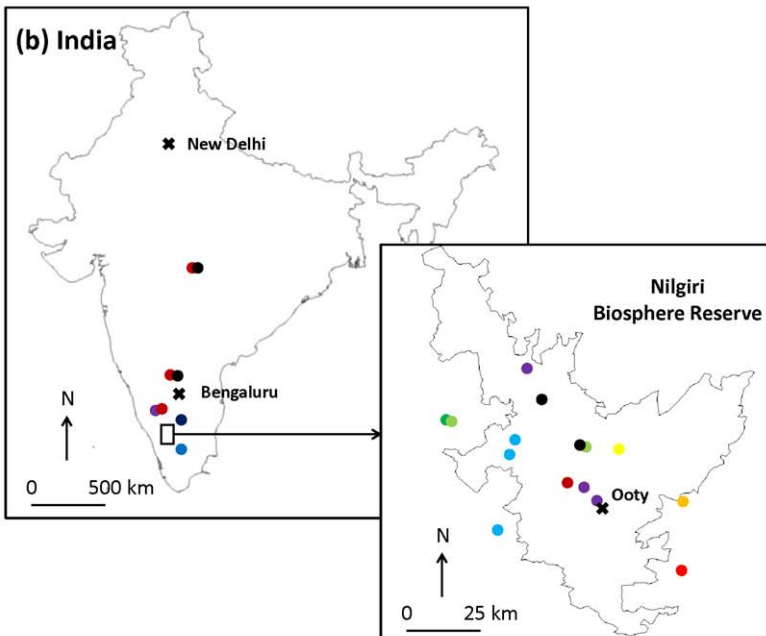 (b) India
New Delhi
Bengaluru
N
0 500 km
Nilgiri
Biosphere Reserve
Ooty
N
0 25 km